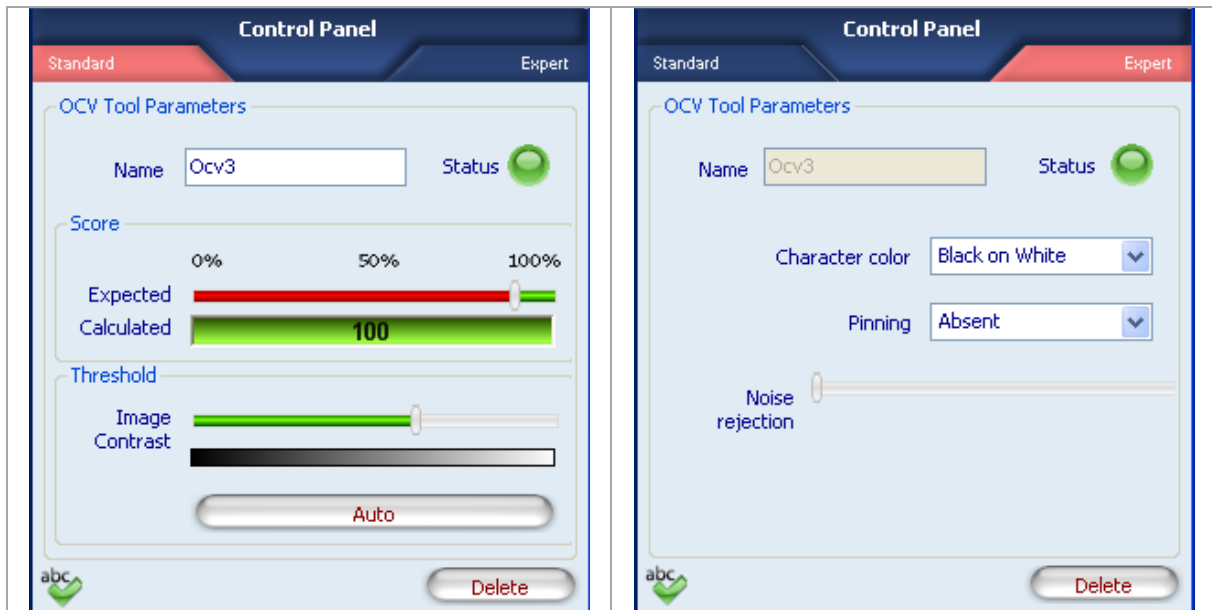 Control Panel
Standard Expert
OCV Tool Parameters
Name Ocv3 Status
Score
0% 50% 100%
Expected
Calculated 100
Threshold
Image
Contrast
Auto
abc Delete
Control Panel
Standard Expert
OCV Tool Parameters
Name Ocv3 Status
Character color Black on White
Pinning Absent
Noise
rejection
abc Delete